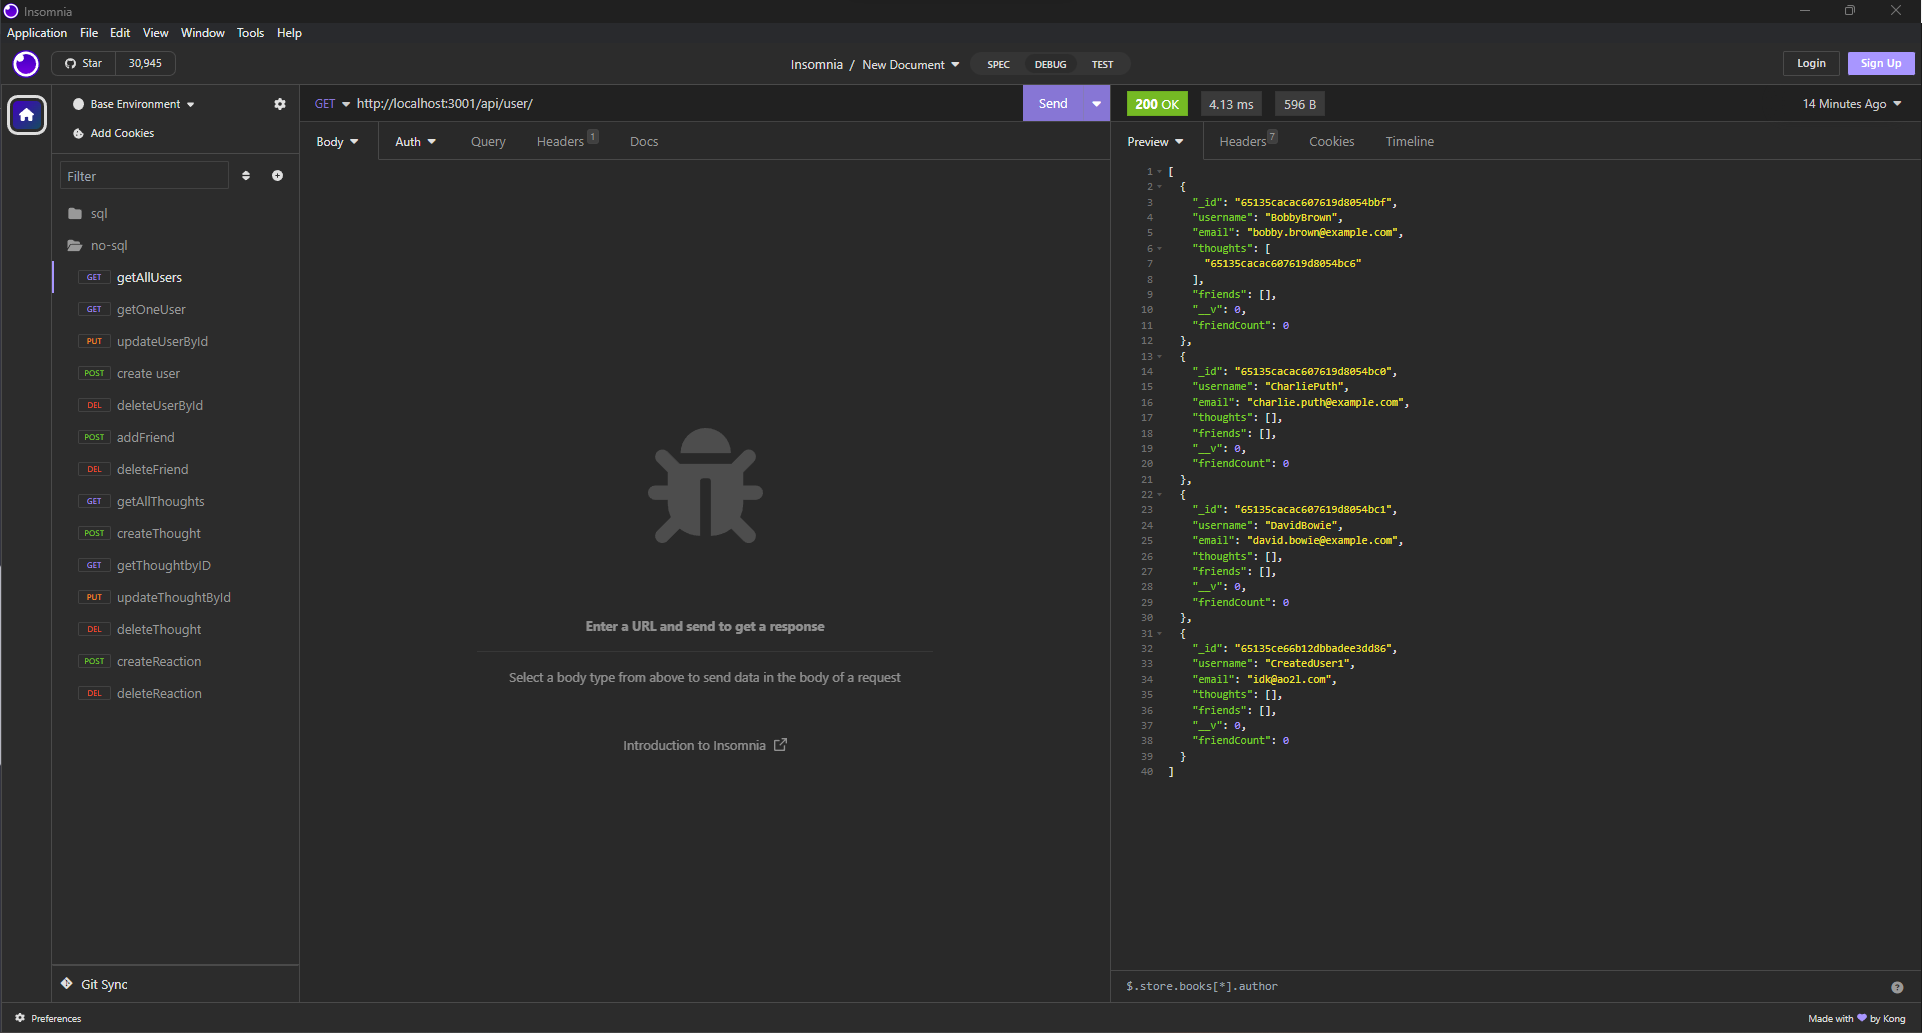 Insomnia
Application File Edit View Window Tools Help
Star 30,945
Insomnia / New Document
SPEC DEBUG TEST
Login Sign Up
Base Environment
Add Cookies
Filter
sql
no-sql
GET getAllUsers
GET getOneUser
PUT updateUserById
POST create user
DEL deleteUserById
POST addFriend
DEL deleteFriend
GET getAllThoughts
POST createThought
GET getThoughtbyID
PUT updateThoughtById
DEL deleteThought
POST createReaction
DEL deleteReaction
Git Sync
Preferences
GET http://localhost:3001/api/user/ Send
Body Auth Query Headers 1 Docs
Enter a URL and send to get a response
Select a body type from above to send data in the body of a request
Introduction to Insomnia
200 OK 4.13 ms 596 B 14 Minutes Ago
Preview Headers 7 Cookies Timeline
1 [
2 {
3 "_id": "65135cacac607619d8054bbf",
4 "username": "BobbyBrown",
5 "email": "bobby.brown@example.com",
6 "thoughts": [
7 "65135cacac607619d8054bc6"
8 ],
9 "friends": [],
10 "__v": 0,
11 "friendCount": 0
12 },
13 {
14 "_id": "65135cacac607619d8054bc0",
15 "username": "CharliePuth",
16 "email": "charlie.puth@example.com",
17 "thoughts": [],
18 "friends": [],
19 "__v": 0,
20 "friendCount": 0
21 },
22 {
23 "_id": "65135cacac607619d8054bc1",
24 "username": "DavidBowie",
25 "email": "david.bowie@example.com",
26 "thoughts": [],
27 "friends": [],
28 "__v": 0,
29 "friendCount": 0
30 },
31 {
32 "_id": "65135ce66b12dbbadee3dd86",
33 "username": "CreatedUser1",
34 "email": "idk@ao2l.com",
35 "thoughts": [],
36 "friends": [],
37 "__v": 0,
38 "friendCount": 0
39 }
40 ]
$.store.books[*].author
Made with 💜 by Kong